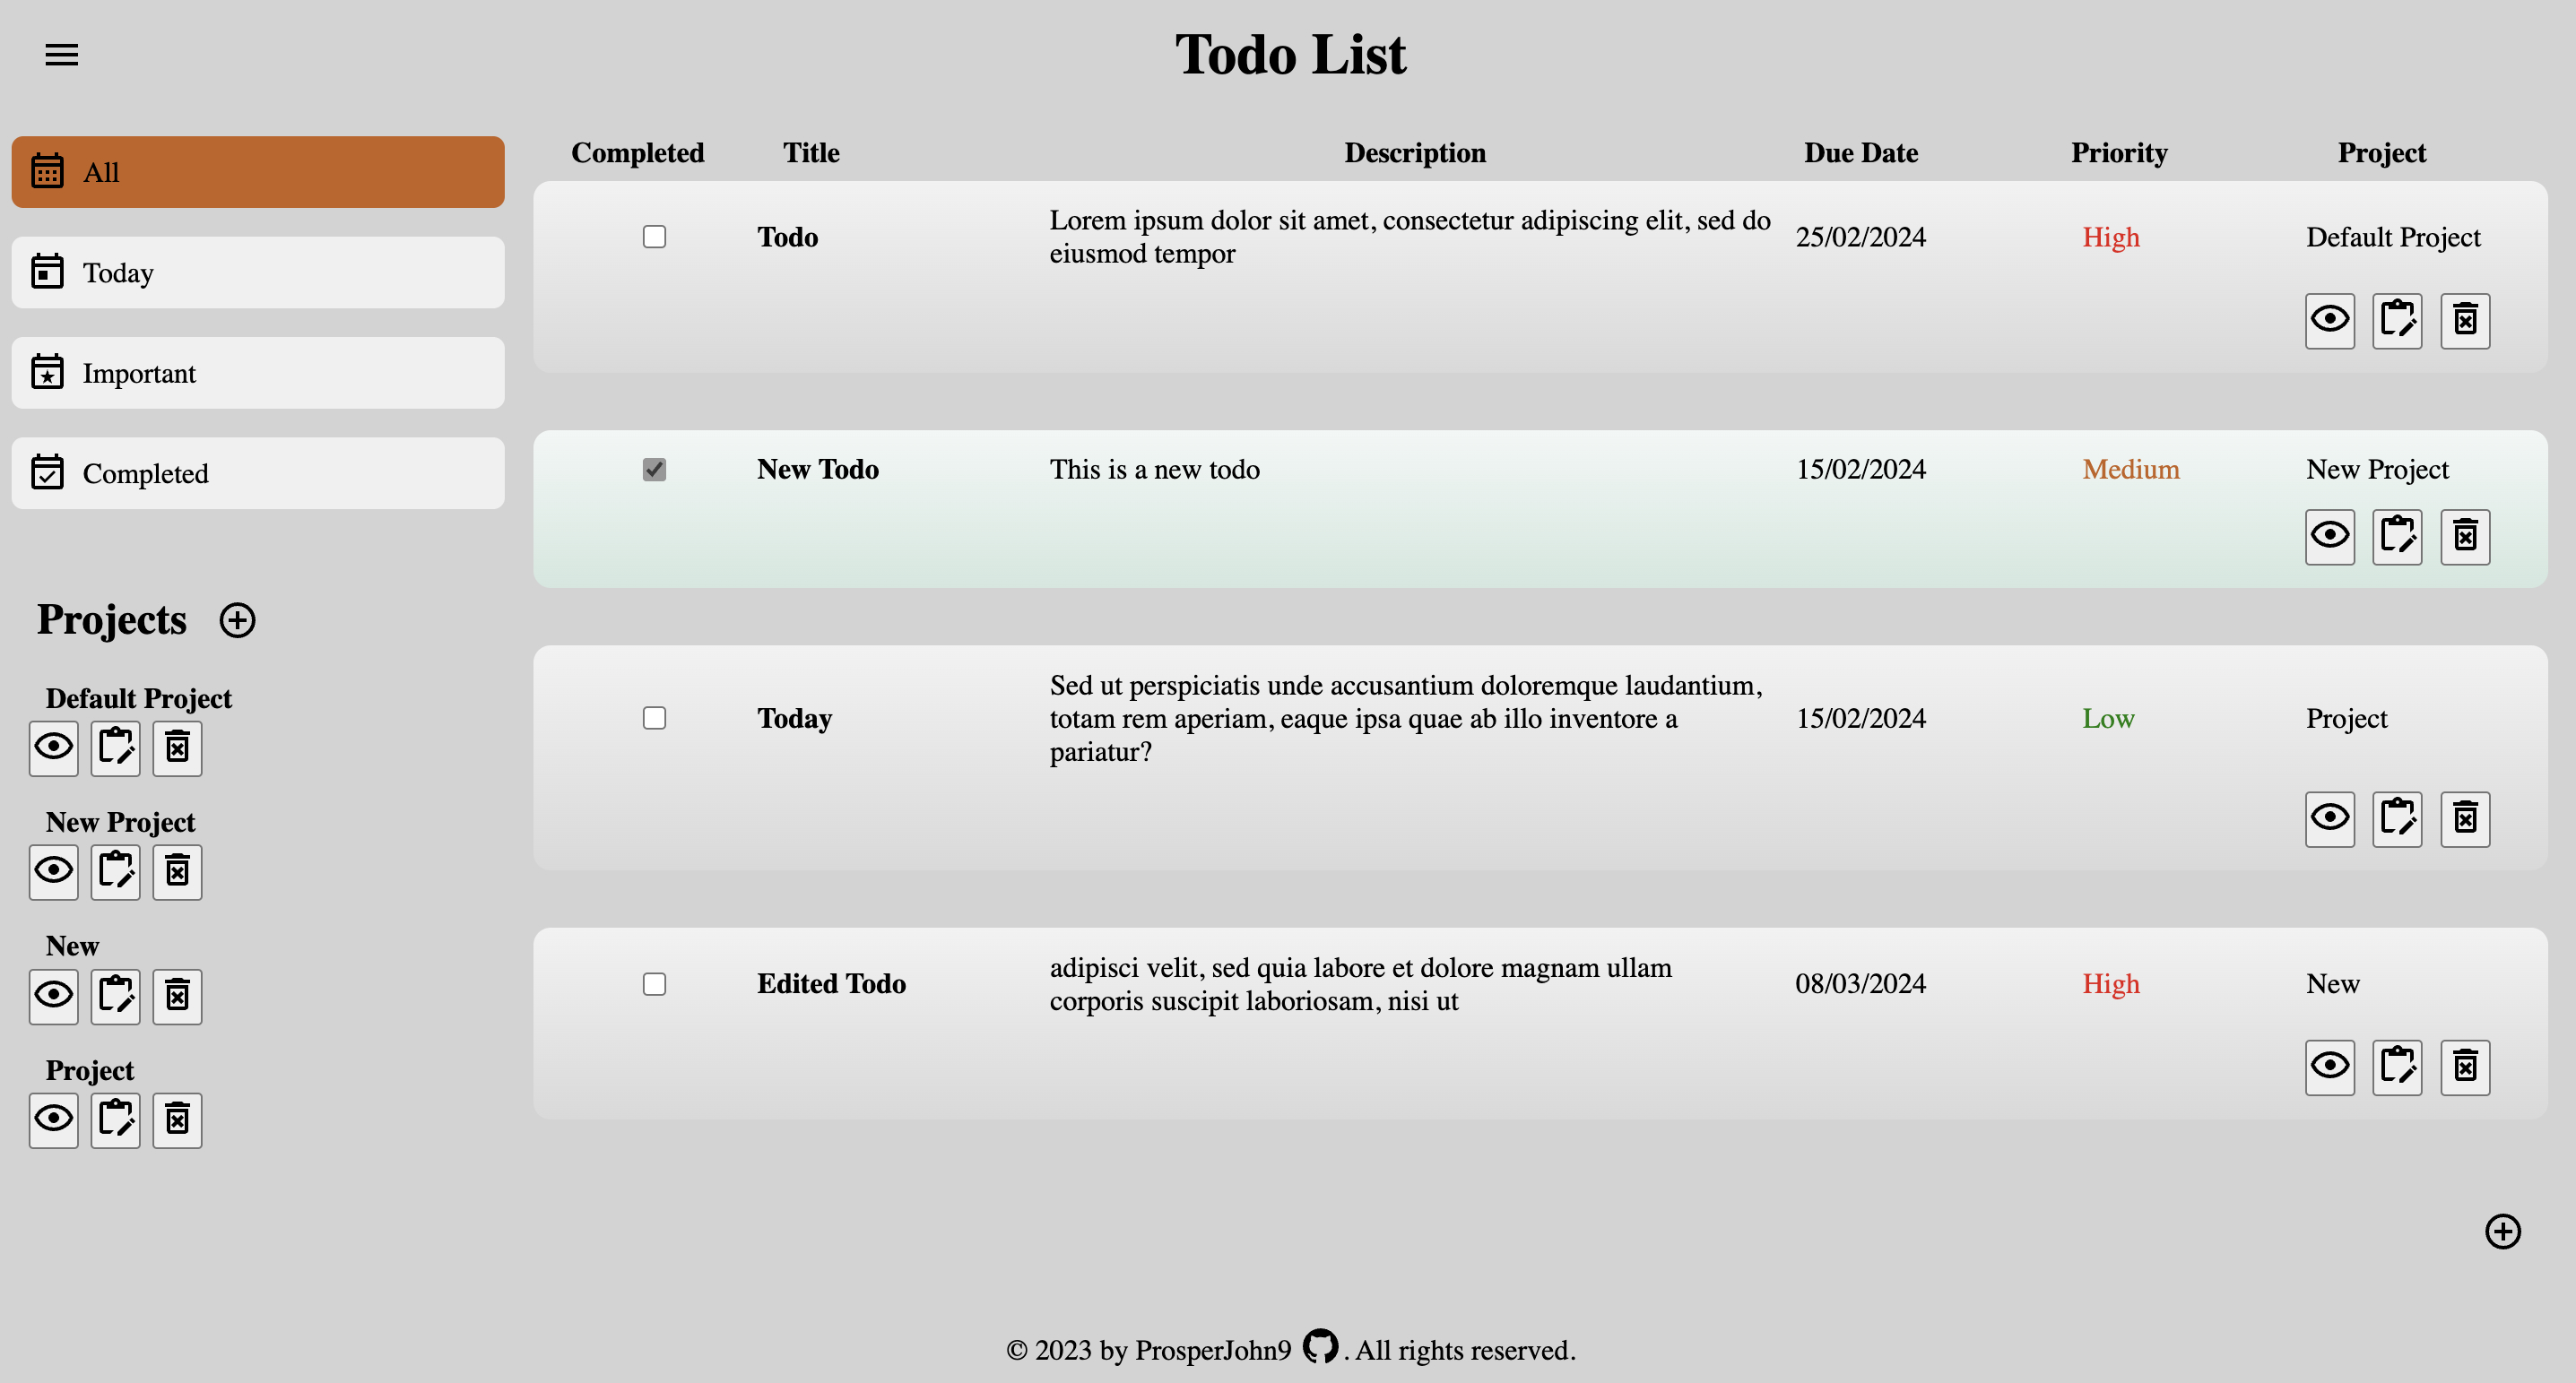 Todo List
All
Today
Important
Completed
Projects
Default Project
New Project
New
Project
Completed Title Description Due Date Priority Project
Todo
Lorem ipsum dolor sit amet, consectetur adipiscing elit, sed do
eiusmod tempor
25/02/2024 High Default Project
New Todo This is a new todo 15/02/2024 Medium New Project
Today
Sed ut perspiciatis unde accusantium doloremque laudantium,
totam rem aperiam, eaque ipsa quae ab illo inventore a
pariatur?
15/02/2024 Low Project
Edited Todo
adipisci velit, sed quia labore et dolore magnam ullam
corporis suscipit laboriosam, nisi ut
08/03/2024 High New
© 2023 by ProsperJohn9 . All rights reserved.